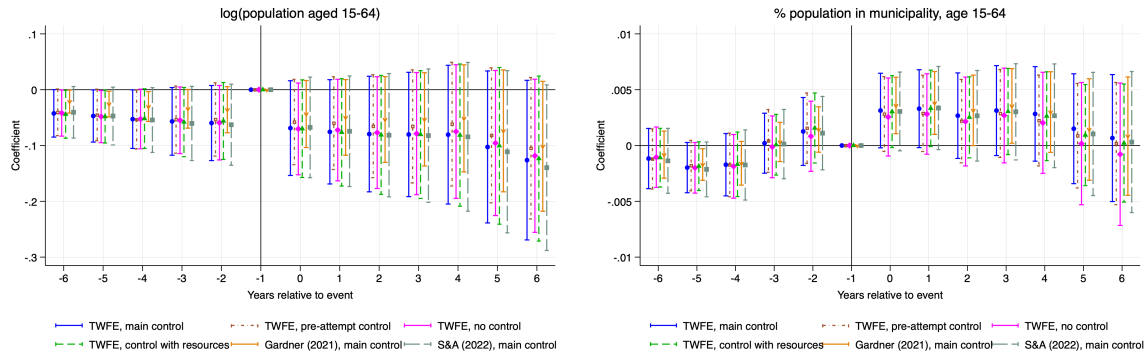 log(population aged 15-64)
.1
0
-.1
-.2
-.3
Coefficient
-6 -5 -4 -3 -2 -1 0 -1 2 3 4 5 6
Years relative to event
TWFE, main control TWFE, pre-attempt control TWFE, no control
TWFE, control with resources Gardner (2021), main control S&A (2022), main control
% population in municipality, age 15-64
.01
.005
0
-.005
-.01
Coefficient
-6 -5 -4 -3 -2 -1 0 1 2 3 4 5 6
Years relative to event
TWFE, main control TWFE, pre-attempt control TWFE, no control
TWFE, control with resources Gardner (2021), main control S&A (2022), main control